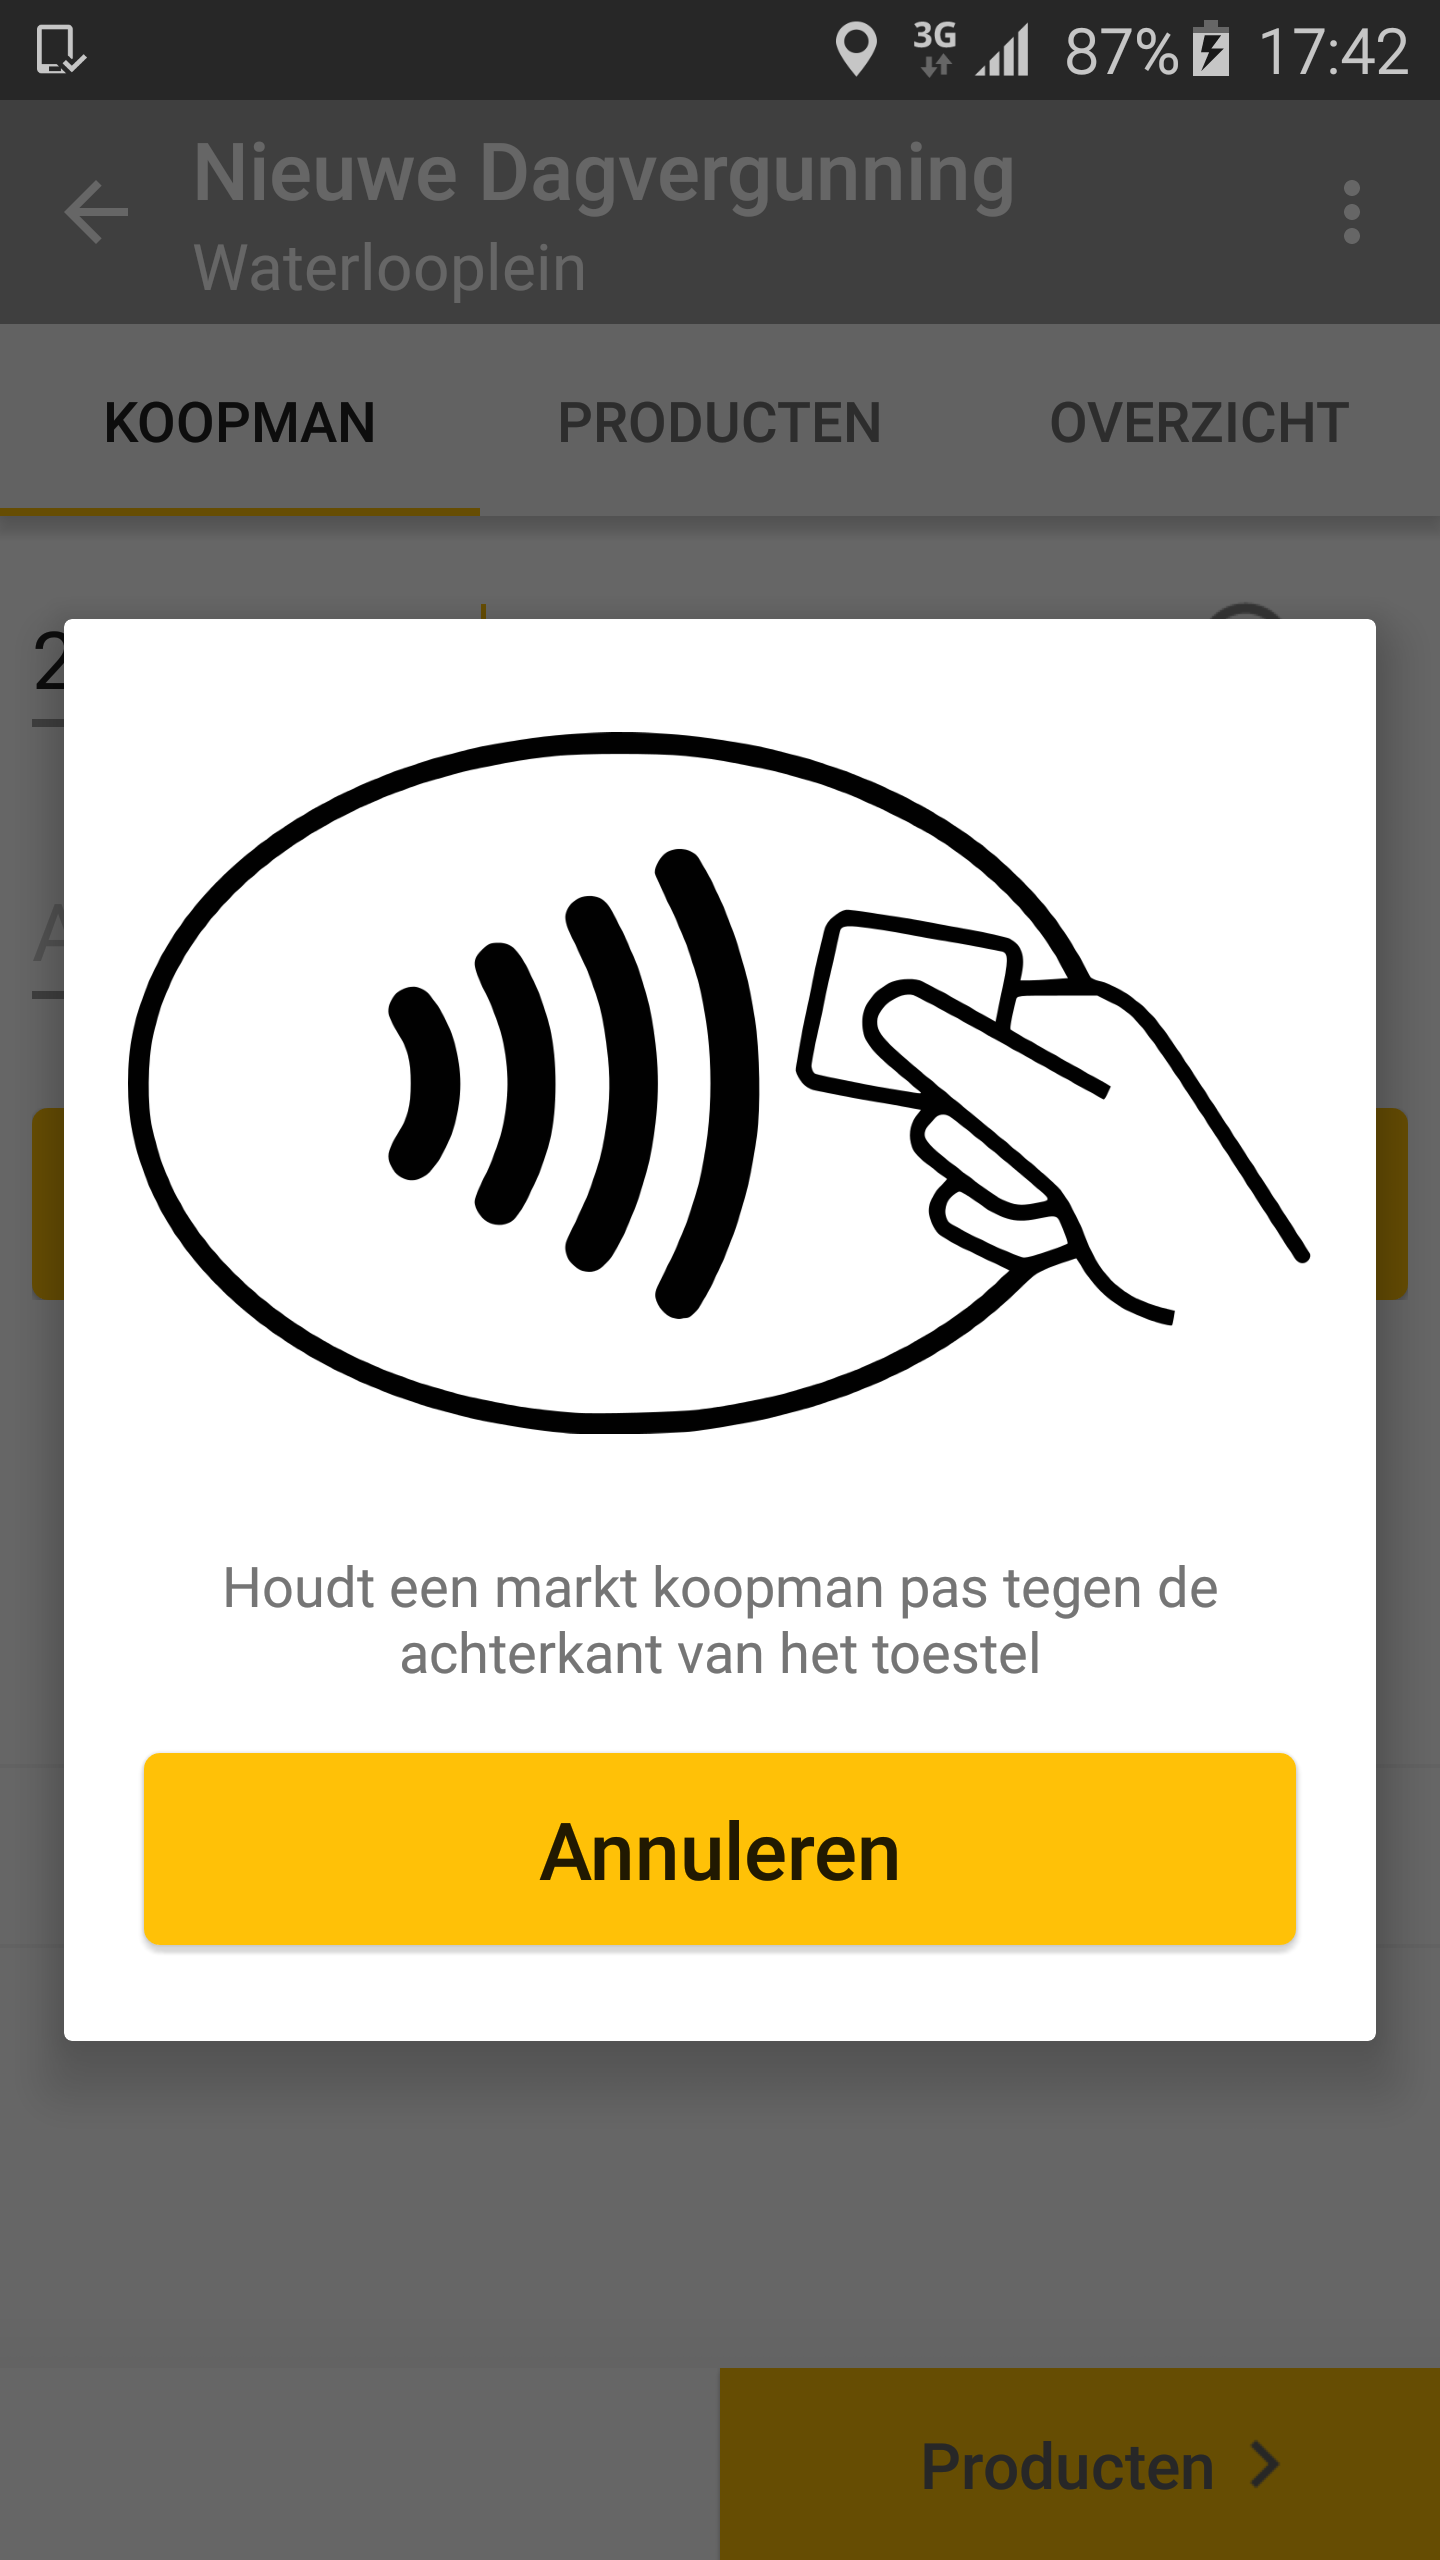 3G 87% 17:42
Nieuwe Dagvergunning
Waterlooplein
KOOPMAN PRODUCTEN OVERZICHT
2
A
Houdt een markt koopman pas tegen de
achterkant van het toestel
Annuleren
Producten